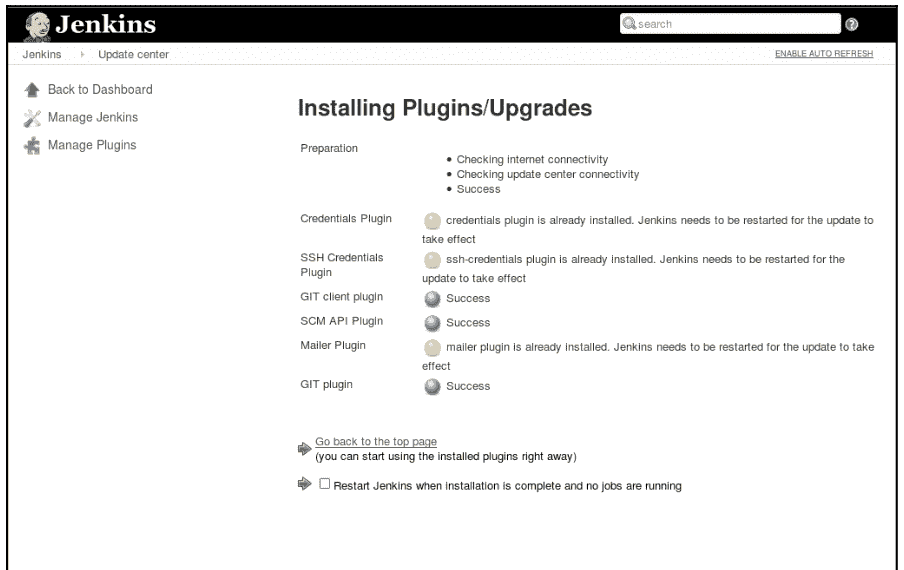 Jenkins
search
Jenkins
Update center
ENABLE AUTO REFRESH
Back to Dashboard
Manage Jenkins
Manage Plugins
Installing Plugins/Upgrades
Preparation
Checking internet connectivity
Checking update center connectivity
Success
Credentials Plugin
credentials plugin is already installed. Jenkins needs to be restarted for the update to
take effect
SSH Credentials
Plugin
ssh-credentials plugin is already installed. Jenkins needs to be restarted for the
update to take effect
GIT client plugin
Success
SCM API Plugin
Success
Mailer Plugin
mailer plugin is already installed. Jenkins needs to be restarted for the update to take
effect
GIT plugin
Success
Go back to the top page
(you can start using the installed plugins right away)
Restart Jenkins when installation is complete and no jobs are running